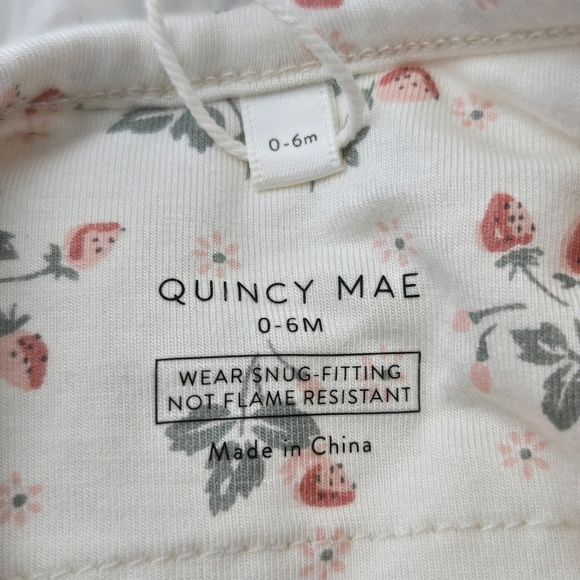 0-6m
QUINCY MAE
0-6M
WEAR SNUG-FITTING
NOT FLAME RESISTANT
Made in China